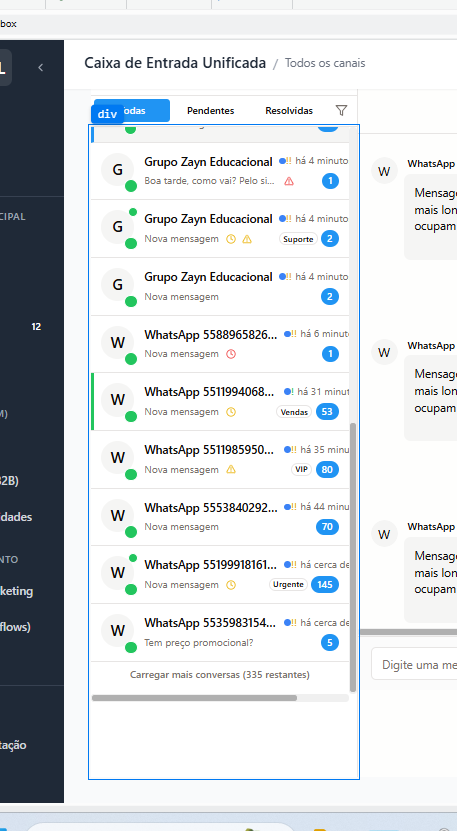 box
L
Caixa de Entrada Unificada / Todos os canais
div
odas
Pendentes
Resolvidas
CIPAL
12
M)
2B)
idades
NTO
keting
flows)
tação
Grupo Zayn Educacional !! há 4 minuto
G
Boa tarde, como vai? Pelo si... 1
Grupo Zayn Educacional !! há 4 minuto
G
Nova mensagem Suporte 2
Grupo Zayn Educacional !! há 4 minuto
G
Nova mensagem 2
WhatsApp 5588965826... !! há 6 minut
W
Nova mensagem 1
WhatsApp 5511994068... ! há 31 minut
W
Nova mensagem Vendas 53
WhatsApp 5511985950... !! há 35 minu
W
Nova mensagem VIP 80
WhatsApp 5553840292... !! há 44 minu
W
Nova mensagem 70
WhatsApp 55199918161... !! há cerca de
W
Nova mensagem Urgente 145
WhatsApp 5535983154... !! há cerca de
W
Tem preço promocional? 5
Carregar mais conversas (335 restantes)
WhatsApp
W
Mensage
mais lon
ocupam
WhatsApp
W
Mensage
mais lon
ocupam
WhatsApp
W
Mensage
mais lon
ocupam
Digite uma me